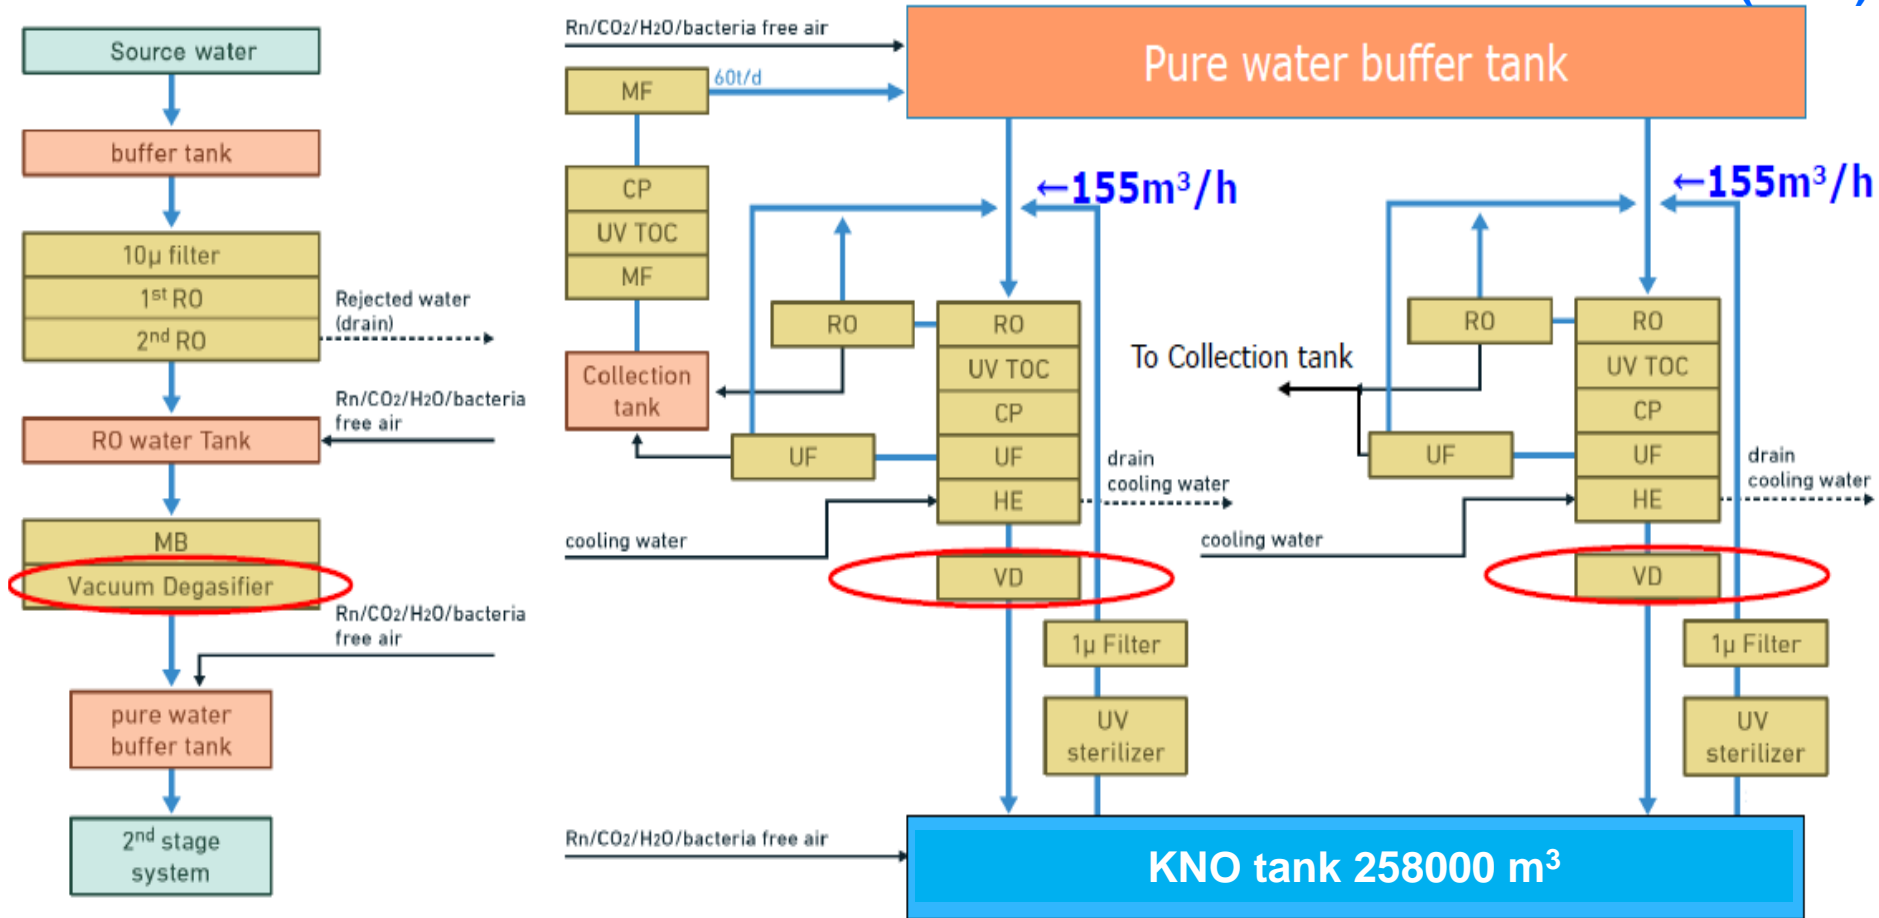 Source water
buffer tank
10µ filter
1st RO
2nd RO
Rejected water
(drain)
Rn/CO2/H2O/bacteria
free air
RO water Tank
MB
Vacuum Degasifier
Rn/CO2/H2O/bacteria
free air
pure water
buffer tank
2nd stage
system
Rn/CO2/H2O/bacteria free air
Pure water buffer tank
MF
60t/d
CP
UV TOC
MF
Collection
tank
←155m³/h
RO
RO
UV TOC
CP
UF
UF
HE
drain
cooling water
cooling water
VD
1µ Filter
UV
sterilizer
←155m³/h
RO
RO
To Collection tank
UV TOC
CP
UF
UF
HE
drain
cooling water
cooling water
VD
1µ Filter
UV
sterilizer
Rn/CO2/H2O/bacteria free air
KNO tank 258000 m³